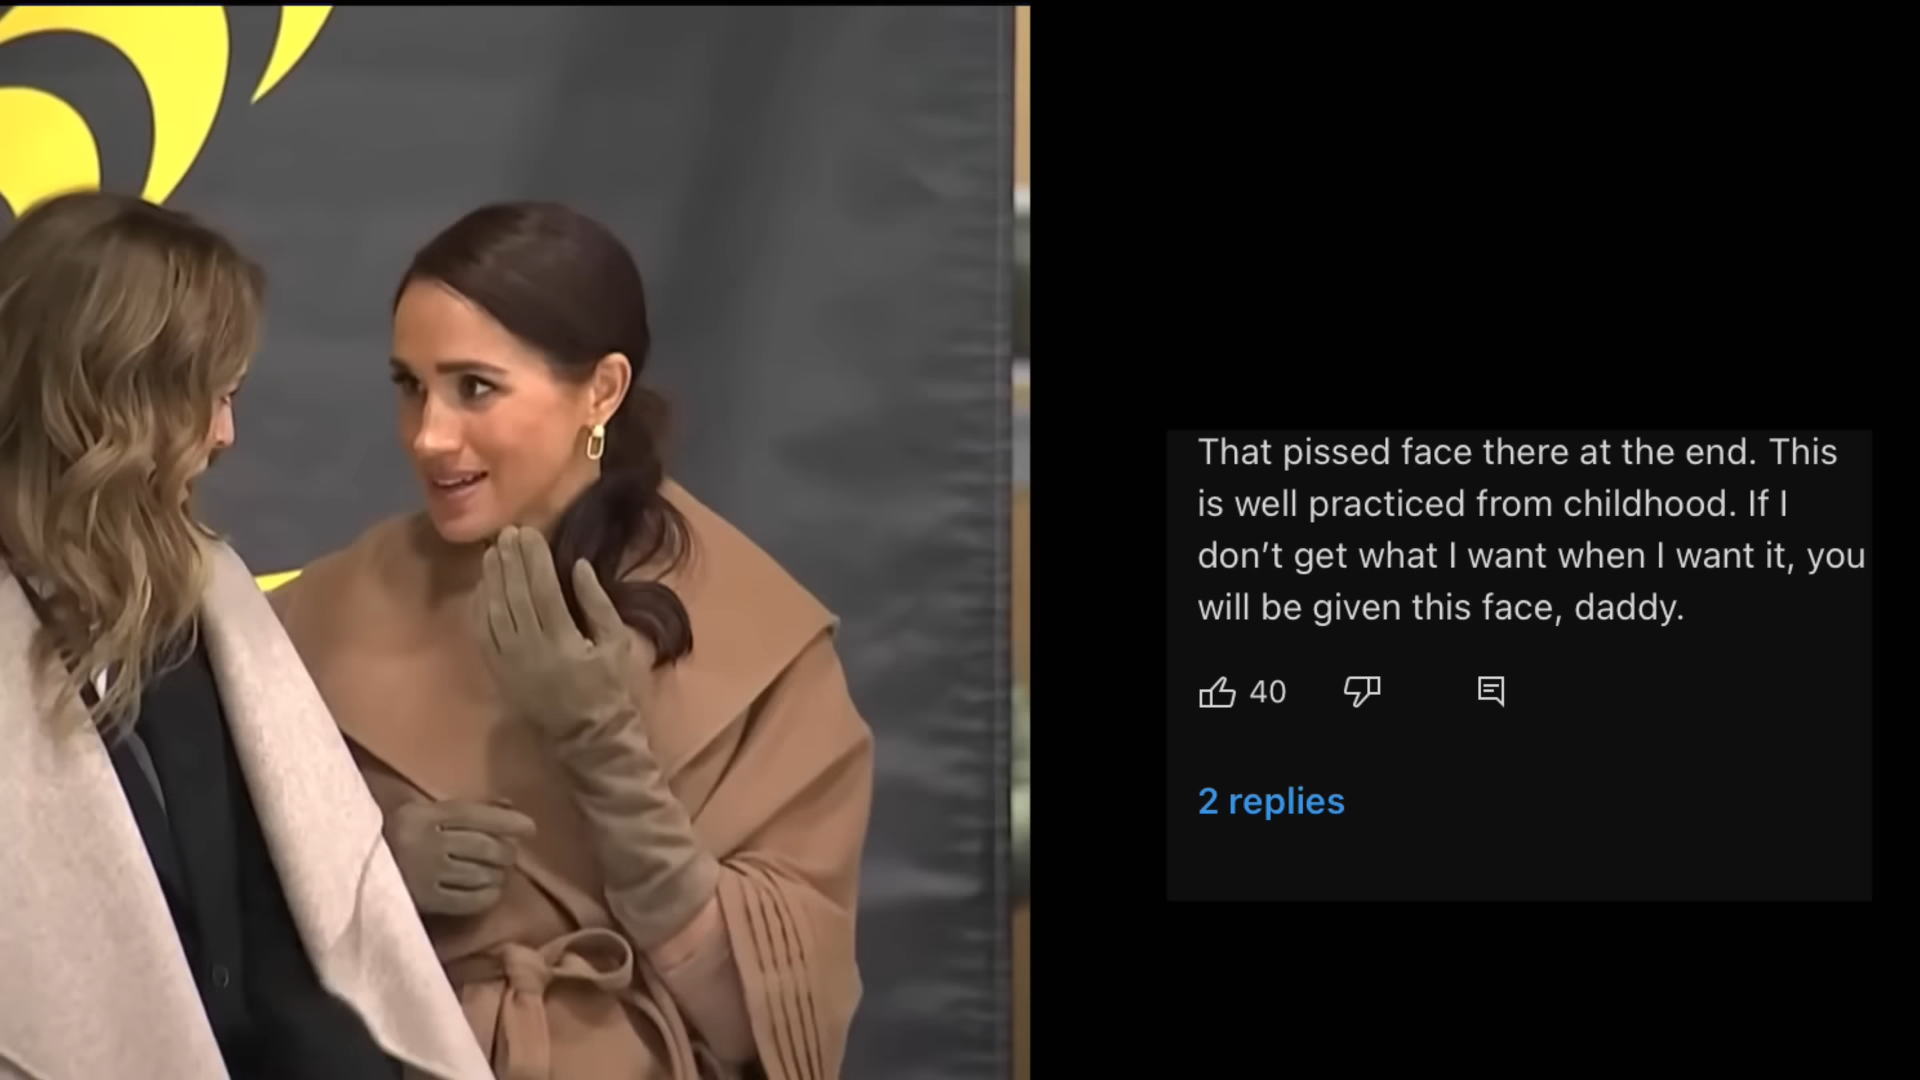 That pissed face there at the end. This
is well practiced from childhood. If I
don’t get what I want when I want it, you
will be given this face, daddy.
40
2 replies